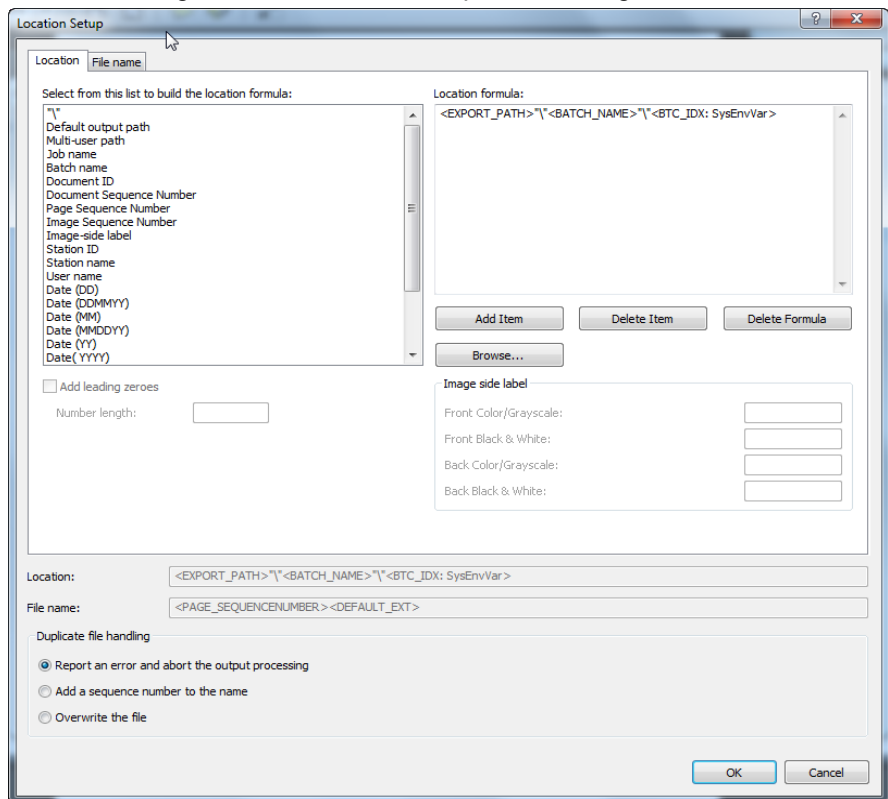 Location Setup
Location
File name
Select from this list to build the location formula:
"\"
Default output path
Multi-user path
Job name
Batch name
Document ID
Document Sequence Number
Page Sequence Number
Image Sequence Number
Image-side label
Station ID
Station name
User name
Date (DD)
Date (DDMMYY)
Date (MM)
Date (MMDDYY)
Date (YY)
Date( YYYY)
Add leading zeroes
Number length:
Location formula:
<EXPORT_PATH>"\"<BATCH_NAME>"\"<BTC_IDX: SysEnvVar>
Add Item
Delete Item
Delete Formula
Browse...
Image side label
Front Color/Grayscale:
Front Black & White:
Back Color/Grayscale:
Back Black & White:
Location:
<EXPORT_PATH>"\"<BATCH_NAME>"\"<BTC_IDX: SysEnvVar>
File name:
<PAGE_SEQUENCENUMBER><DEFAULT_EXT>
Duplicate file handling
Report an error and abort the output processing
Add a sequence number to the name
Overwrite the file
OK
Cancel